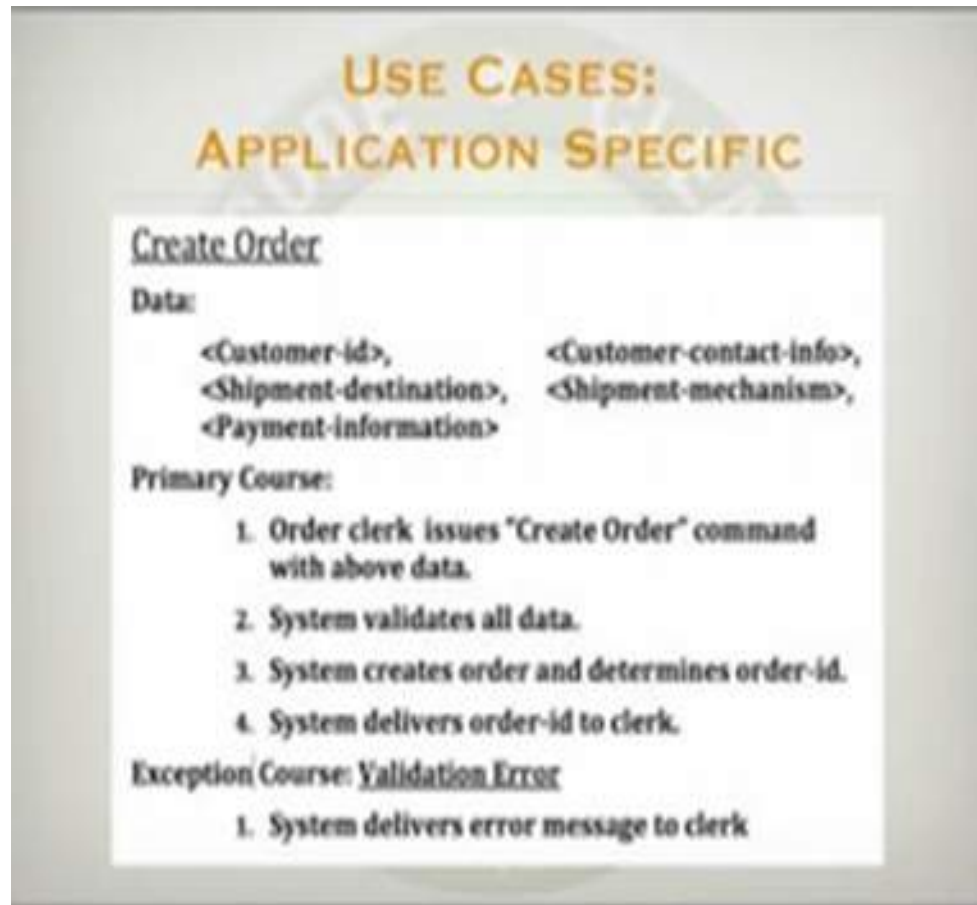 USE CASES:
APPLICATION SPECIFIC
Create Order
Data:
<Customer-id>, <Customer-contact-info>,
<Shipment-destination>, <Shipment-mechanism>,
<Payment-information>
Primary Course:
1. Order clerk issues "Create Order" command
with above data.
2. System validates all data.
3. System creates order and determines order-id.
4. System delivers order-id to clerk.
Exception Course: Validation Error
1. System delivers error message to clerk